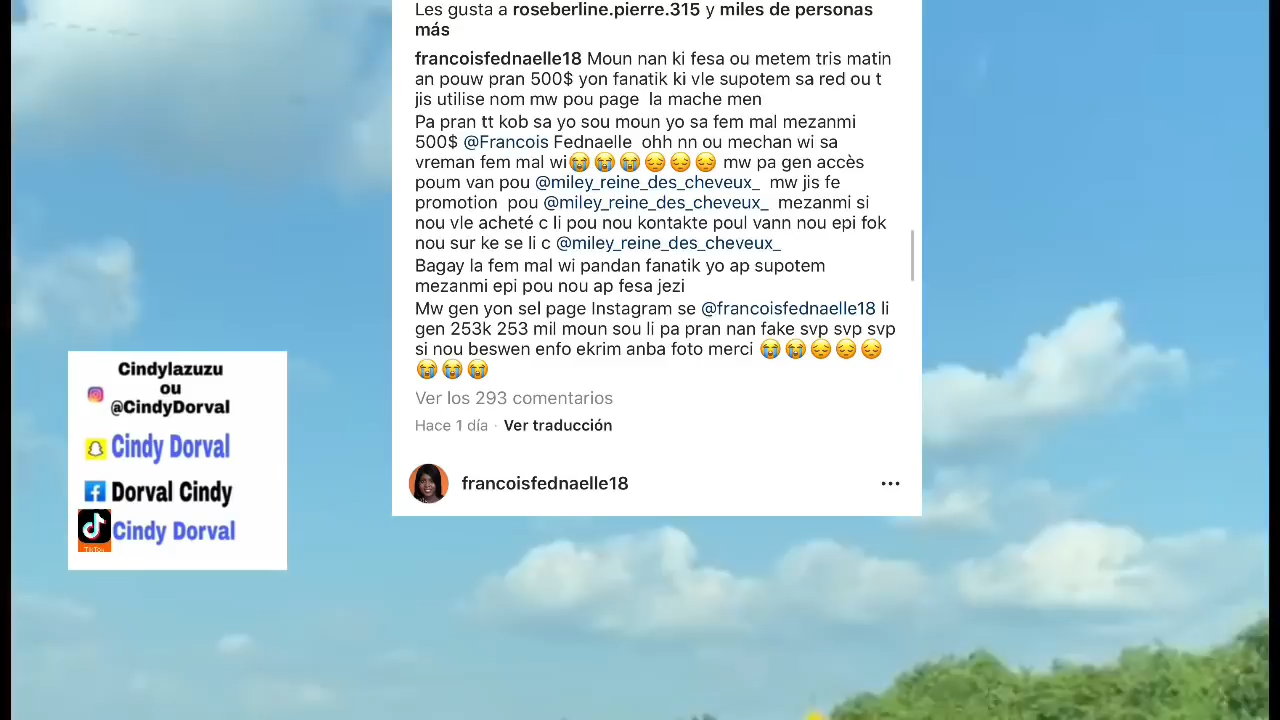 Les gusta a roseberline.pierre.315 y miles de personas
más
francoisfednaelle18 Moun nan ki fesa ou metem tris matin
an pouw pran 500$ yon fanatik ki vle supotem sa red ou t
jis utilise nom mw pou page la mache men
Pa pran tt kob sa yo sou moun yo sa fem mal mezanmi
500$ @Francois Fednaelle ohh nn ou mechan wi sa
vreman fem mal wi😭😭😭😔😔😔 mw pa gen accès
poum van pou @miley_reine_des_cheveux_ mw jis fe
promotion pou @miley_reine_des_cheveux_ mezanmi si
nou vle acheté c li pou nou kontakte poul vann nou epi fok
nou sur ke se li c @miley_reine_des_cheveux_
Bagay la fem mal wi pandan fanatik yo ap supotem
mezanmi epi pou nou ap fesa jezi
Mw gen yon sel page Instagram se @francoisfednaelle18 li
gen 253k 253 mil moun sou li pa pran nan fake svp svp svp
si nou beswen enfo ekrim anba foto merci 😭😭😔😔😔
😭😭😭
Ver los 293 comentarios
Hace 1 día · Ver traducción
francoisfednaelle18
Cindylazuzu
ou
@CindyDorval
Cindy Dorval
Dorval Cindy
Cindy Dorval